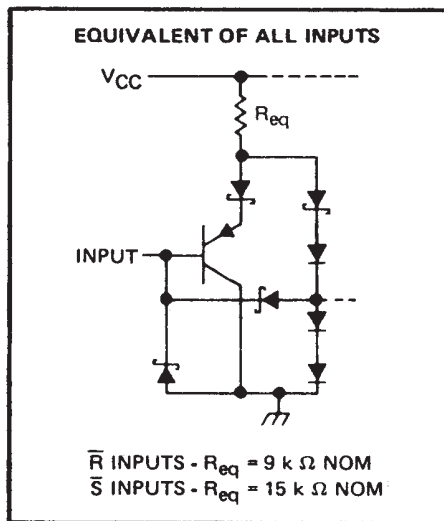 EQUIVALENT OF ALL INPUTS
VCC
Req
INPUT
R̅ INPUTS - Req = 9 k Ω NOM
S̅ INPUTS - Req = 15 k Ω NOM